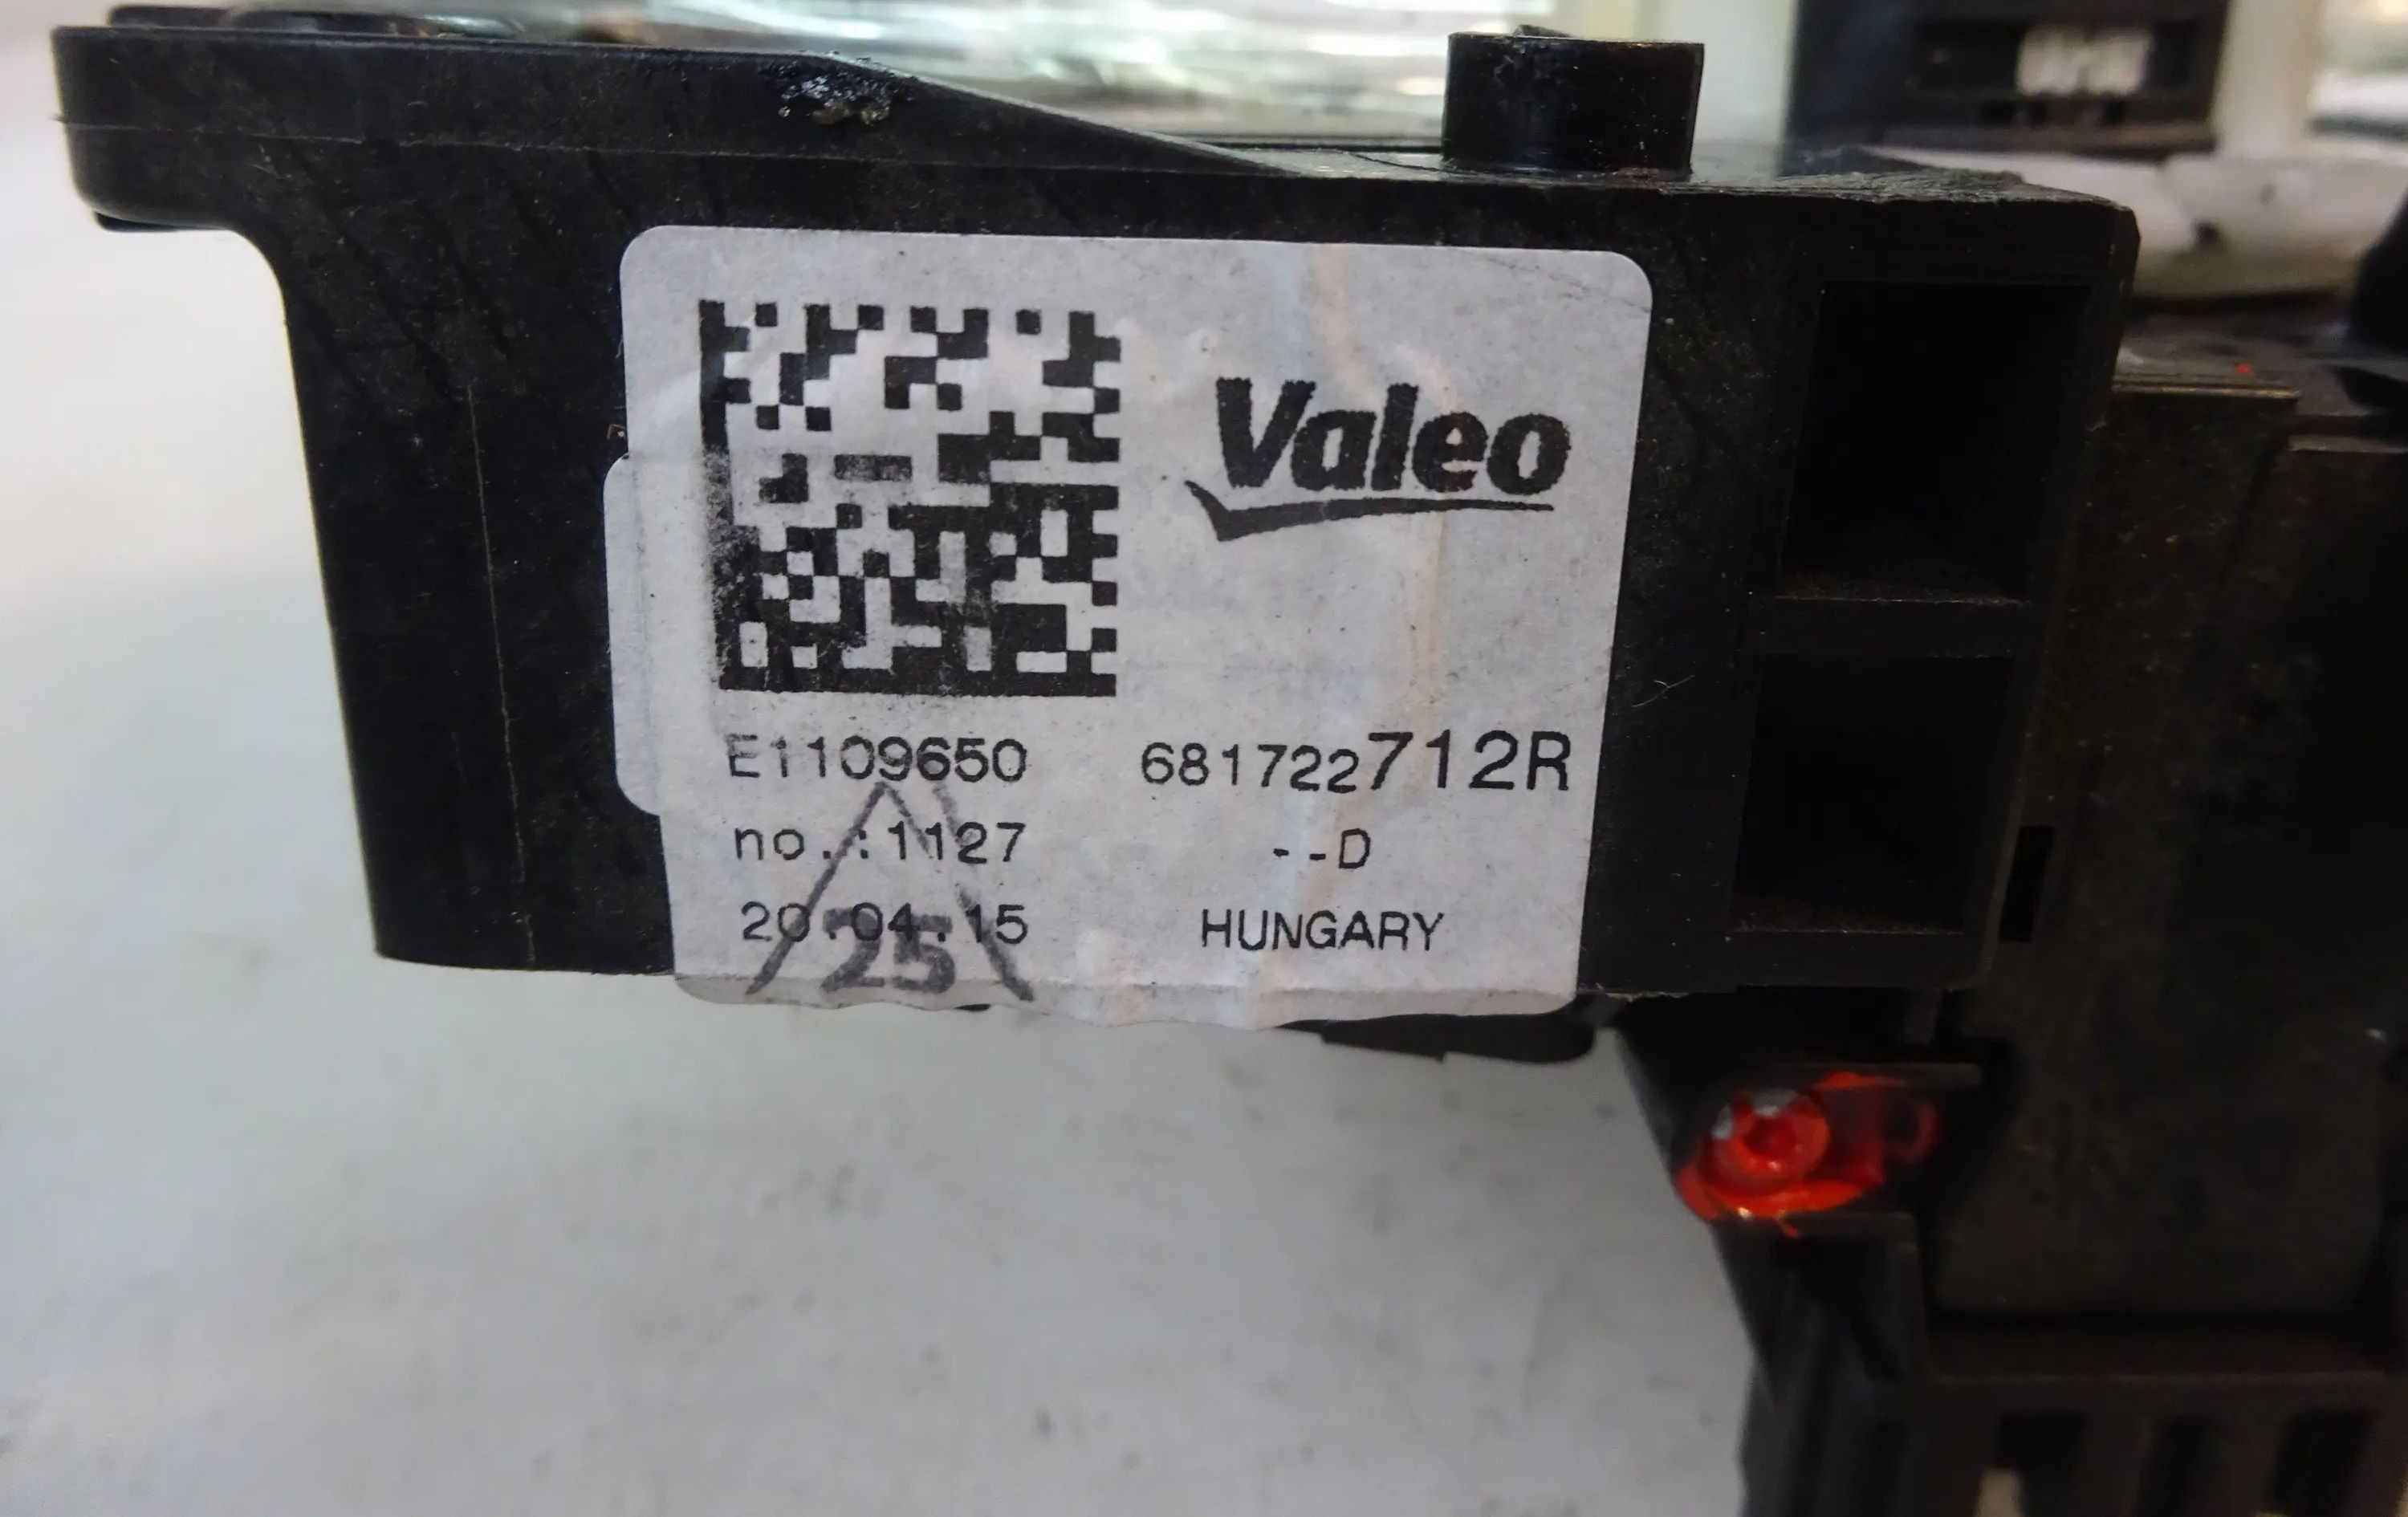 Valeo
E1109650 681722712R
no.:1127 --D
20.04.15 HUNGARY
25